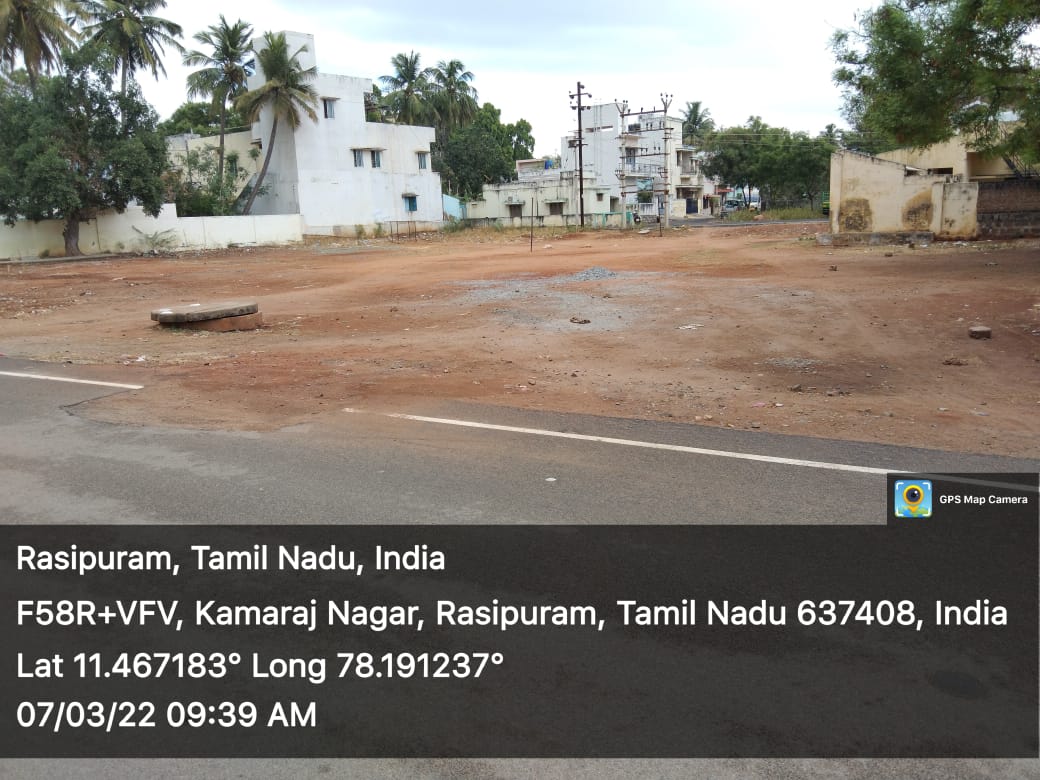 GPS Map Camera
Rasipuram, Tamil Nadu, India
F58R+VFV, Kamaraj Nagar, Rasipuram, Tamil Nadu 637408, India
Lat 11.467183° Long 78.191237°
07/03/22 09:39 AM